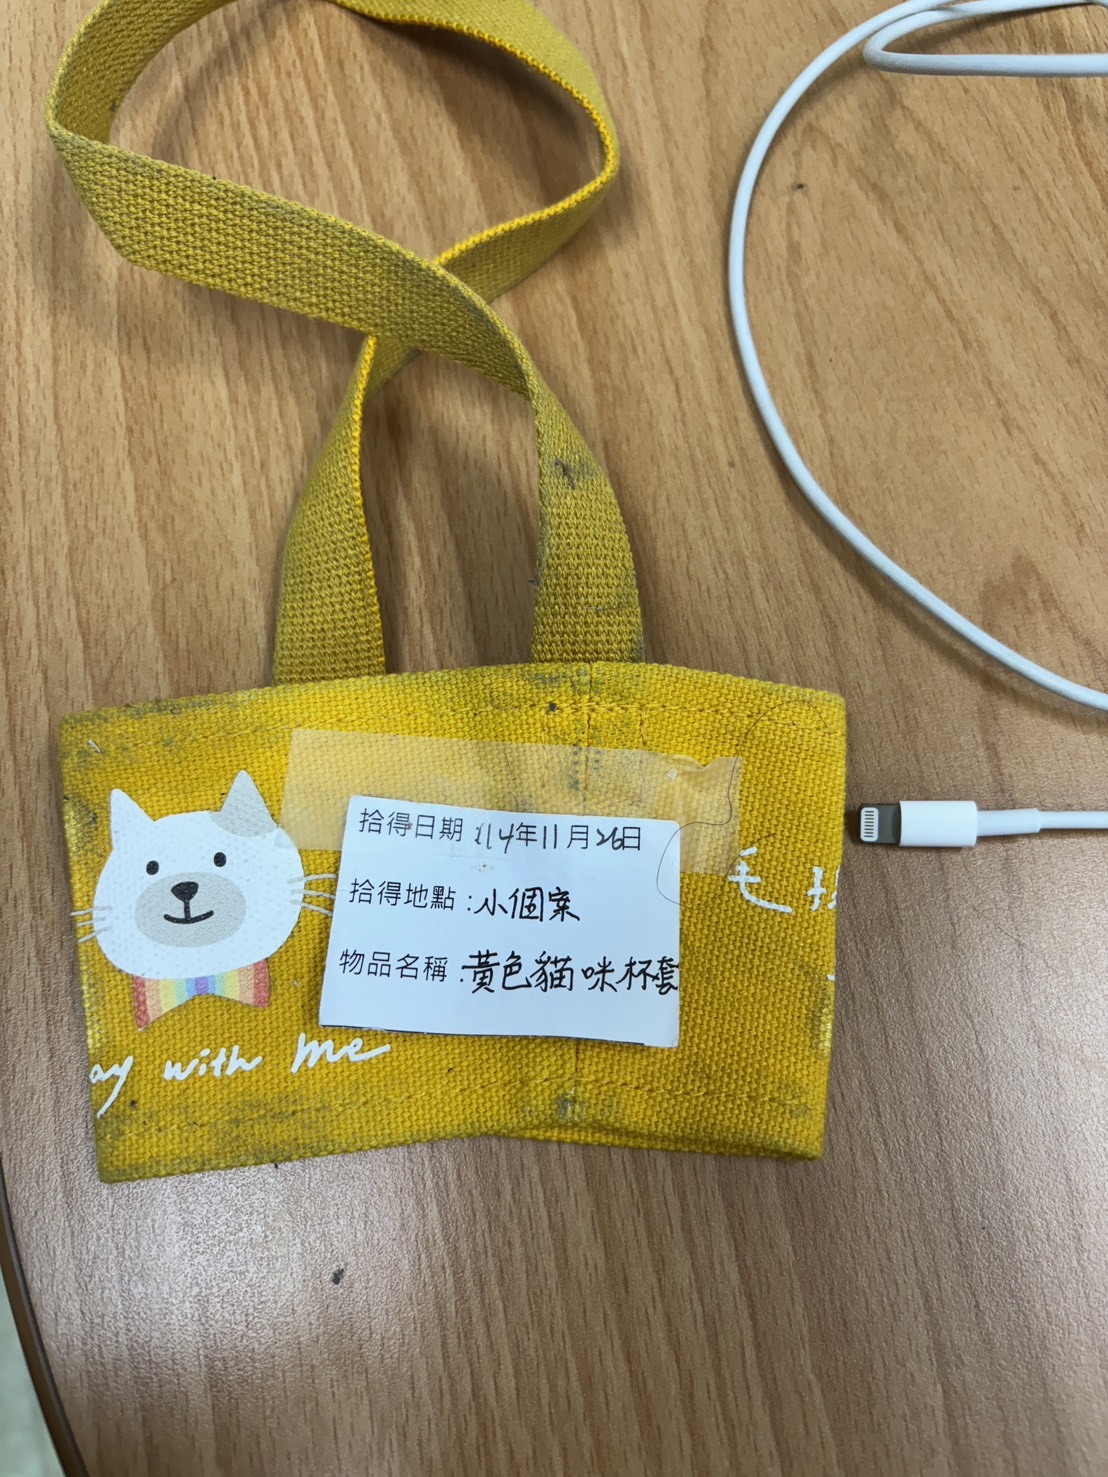 拾得日期 114年11月26日
拾得地點:小個案
物品名稱:黃色貓咪杯套
毛
ay with me